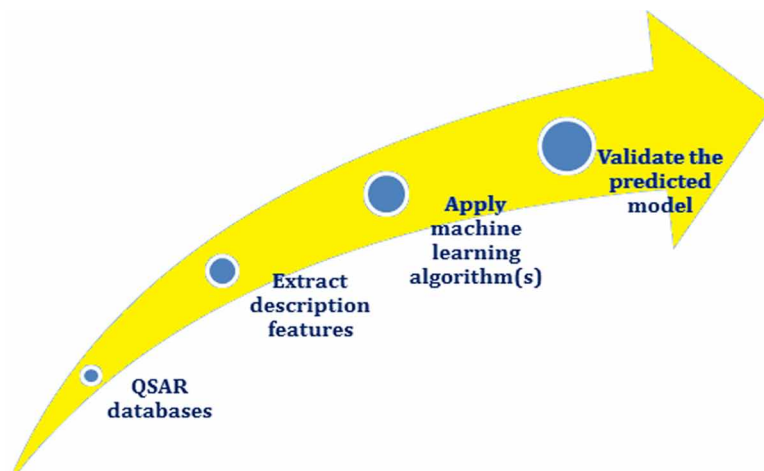 QSAR
databases
Extract
description
features
Apply
machine
learning
algorithm(s)
Validate the
predicted
model